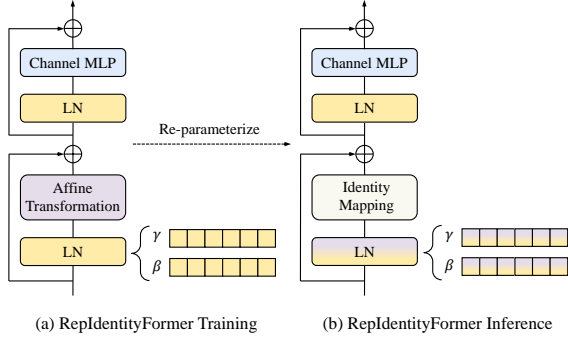 Channel MLP
LN
Affine
Transformation
LN
γ
β
Re-parameterize
Channel MLP
LN
Identity
Mapping
LN
γ
β
(a) RepIdentityFormer Training
(b) RepIdentityFormer Inference